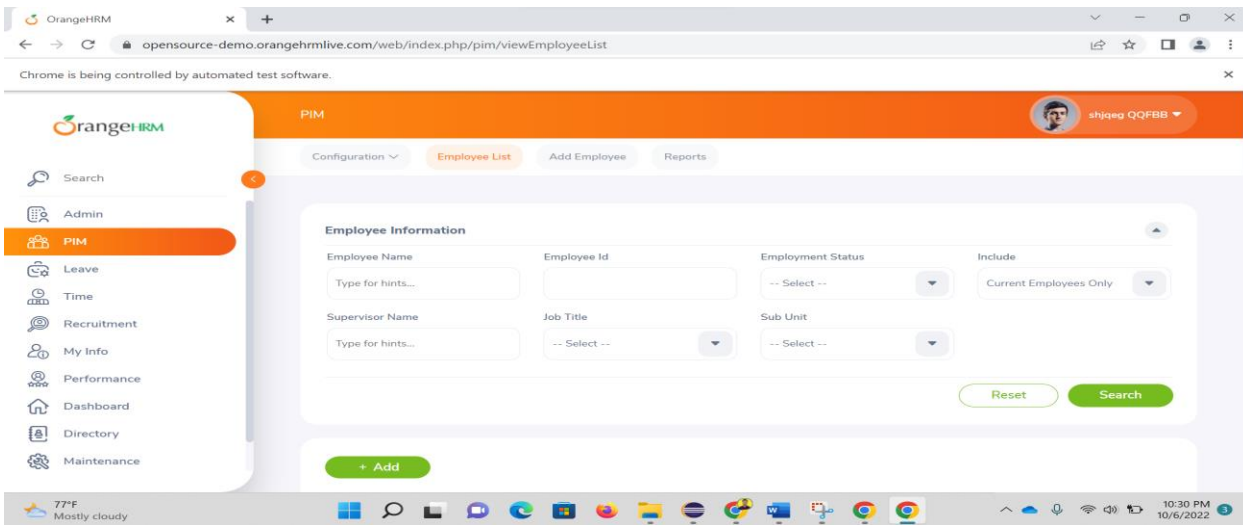 OrangeHRM
opensource-demo.orangehrmlive.com/web/index.php/pim/viewEmployeeList
Chrome is being controlled by automated test software.
OrangeHRM
PIM
shjqeg QQFBB
Configuration
Employee List
Add Employee
Reports
Search
Admin
PIM
Leave
Time
Recruitment
My Info
Performance
Dashboard
Directory
Maintenance
Employee Information
Employee Name
Employee Id
Employment Status
Include
Type for hints...
-- Select --
Current Employees Only
Supervisor Name
Job Title
Sub Unit
Type for hints...
-- Select --
-- Select --
Reset
Search
+ Add
77°F
Mostly cloudy
10:30 PM
10/6/2022
3